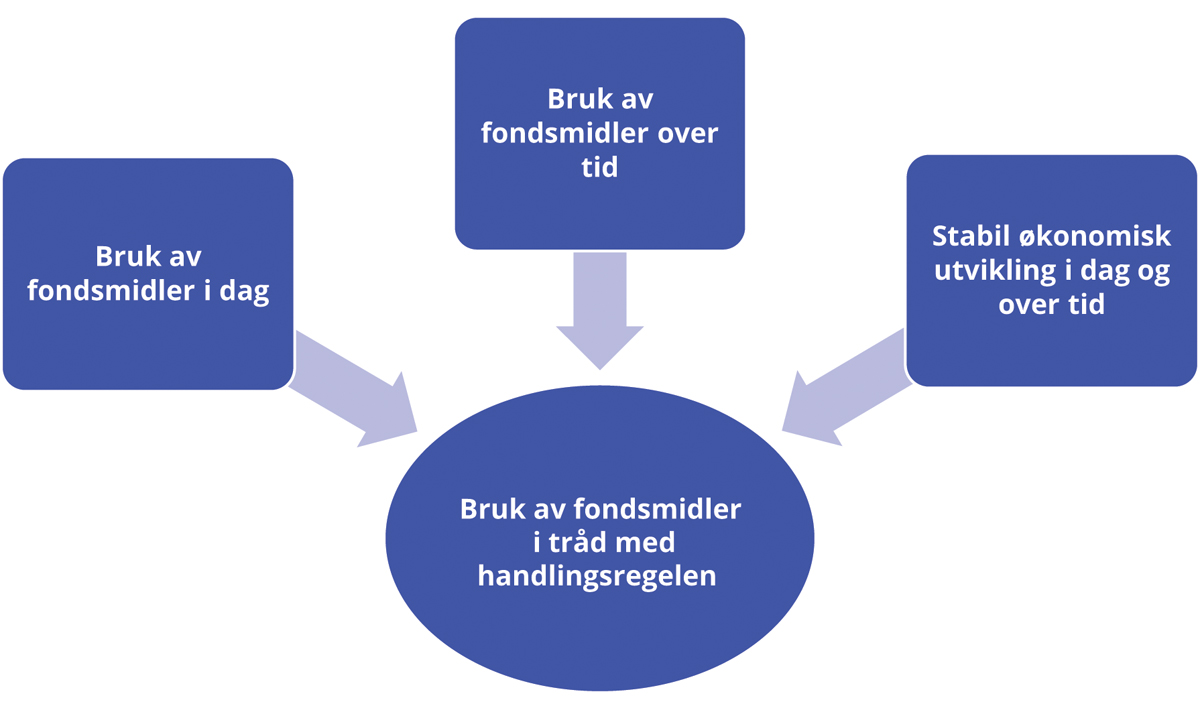 Bruk av
fondsmidler i dag
Bruk av
fondsmidler over
tid
Stabil økonomisk
utvikling i dag og
over tid
Bruk av fondsmidler
i tråd med
handlingsregelen